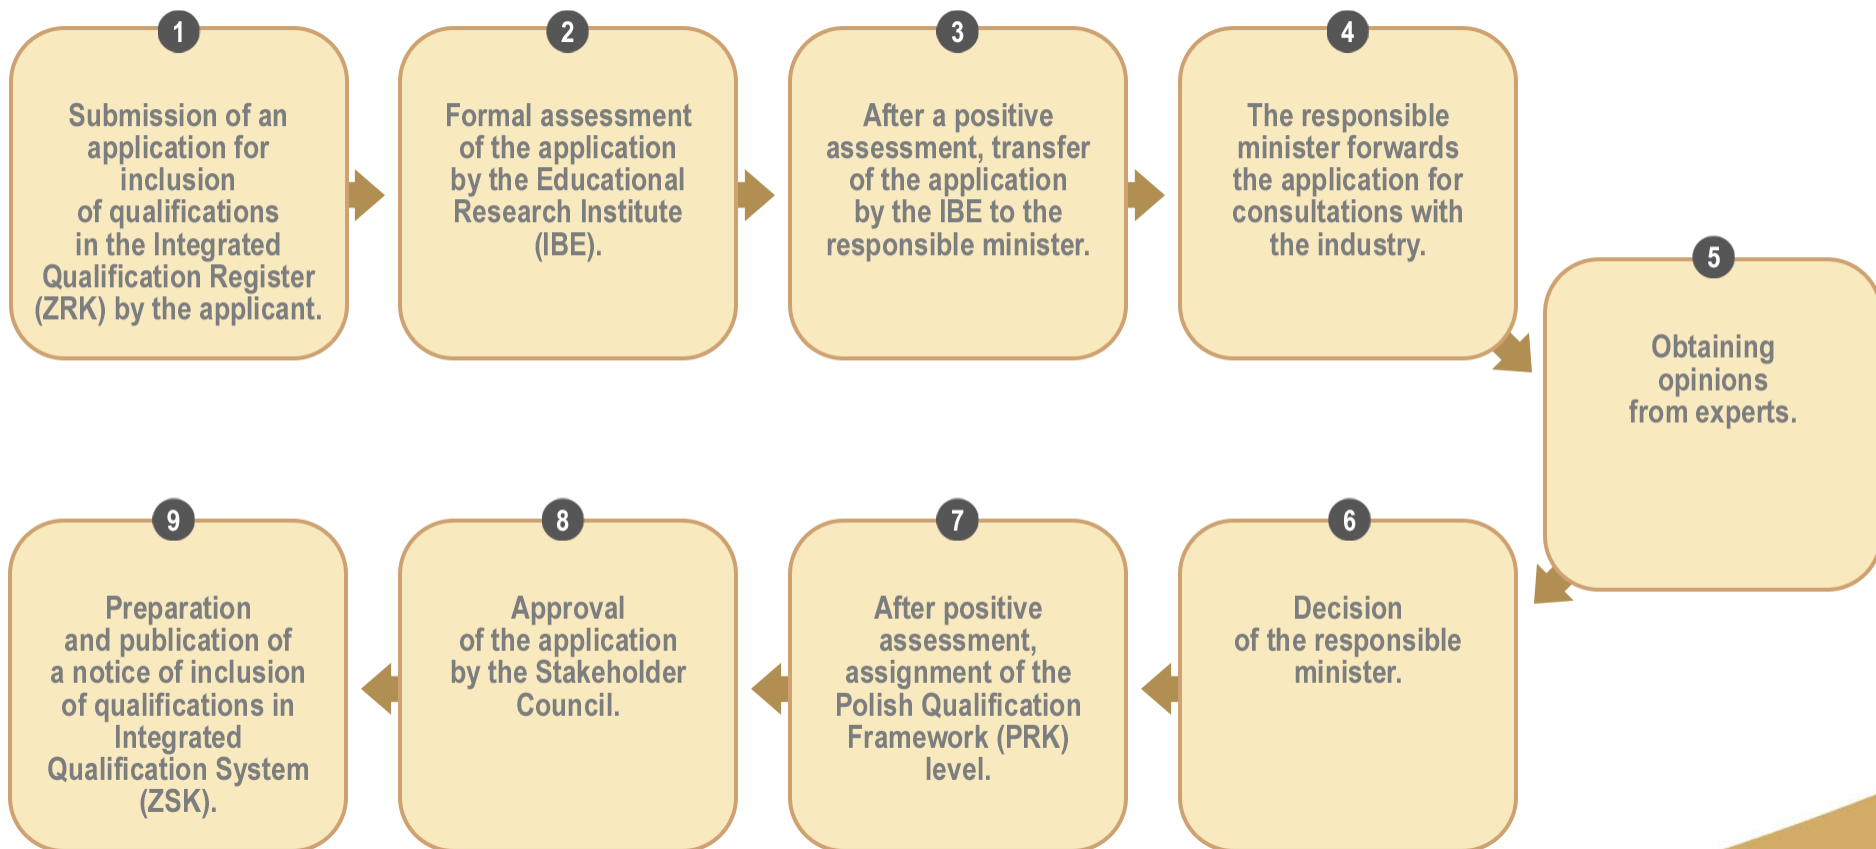 1
Submission of an
application for
inclusion
of qualifications
in the Integrated
Qualification Register
(ZRK) by the applicant.
2
Formal assessment
of the application
by the Educational
Research Institute
(IBE).
3
After a positive
assessment, transfer
of the application
by the IBE to the
responsible minister.
4
The responsible
minister forwards
the application for
consultations with
the industry.
5
Obtaining
opinions
from experts.
6
Decision
of the responsible
minister.
7
After positive
assessment,
assignment of the
Polish Qualification
Framework (PRK)
level.
8
Approval
of the application
by the Stakeholder
Council.
9
Preparation
and publication of
a notice of inclusion
of qualifications in
Integrated
Qualification System
(ZSK).